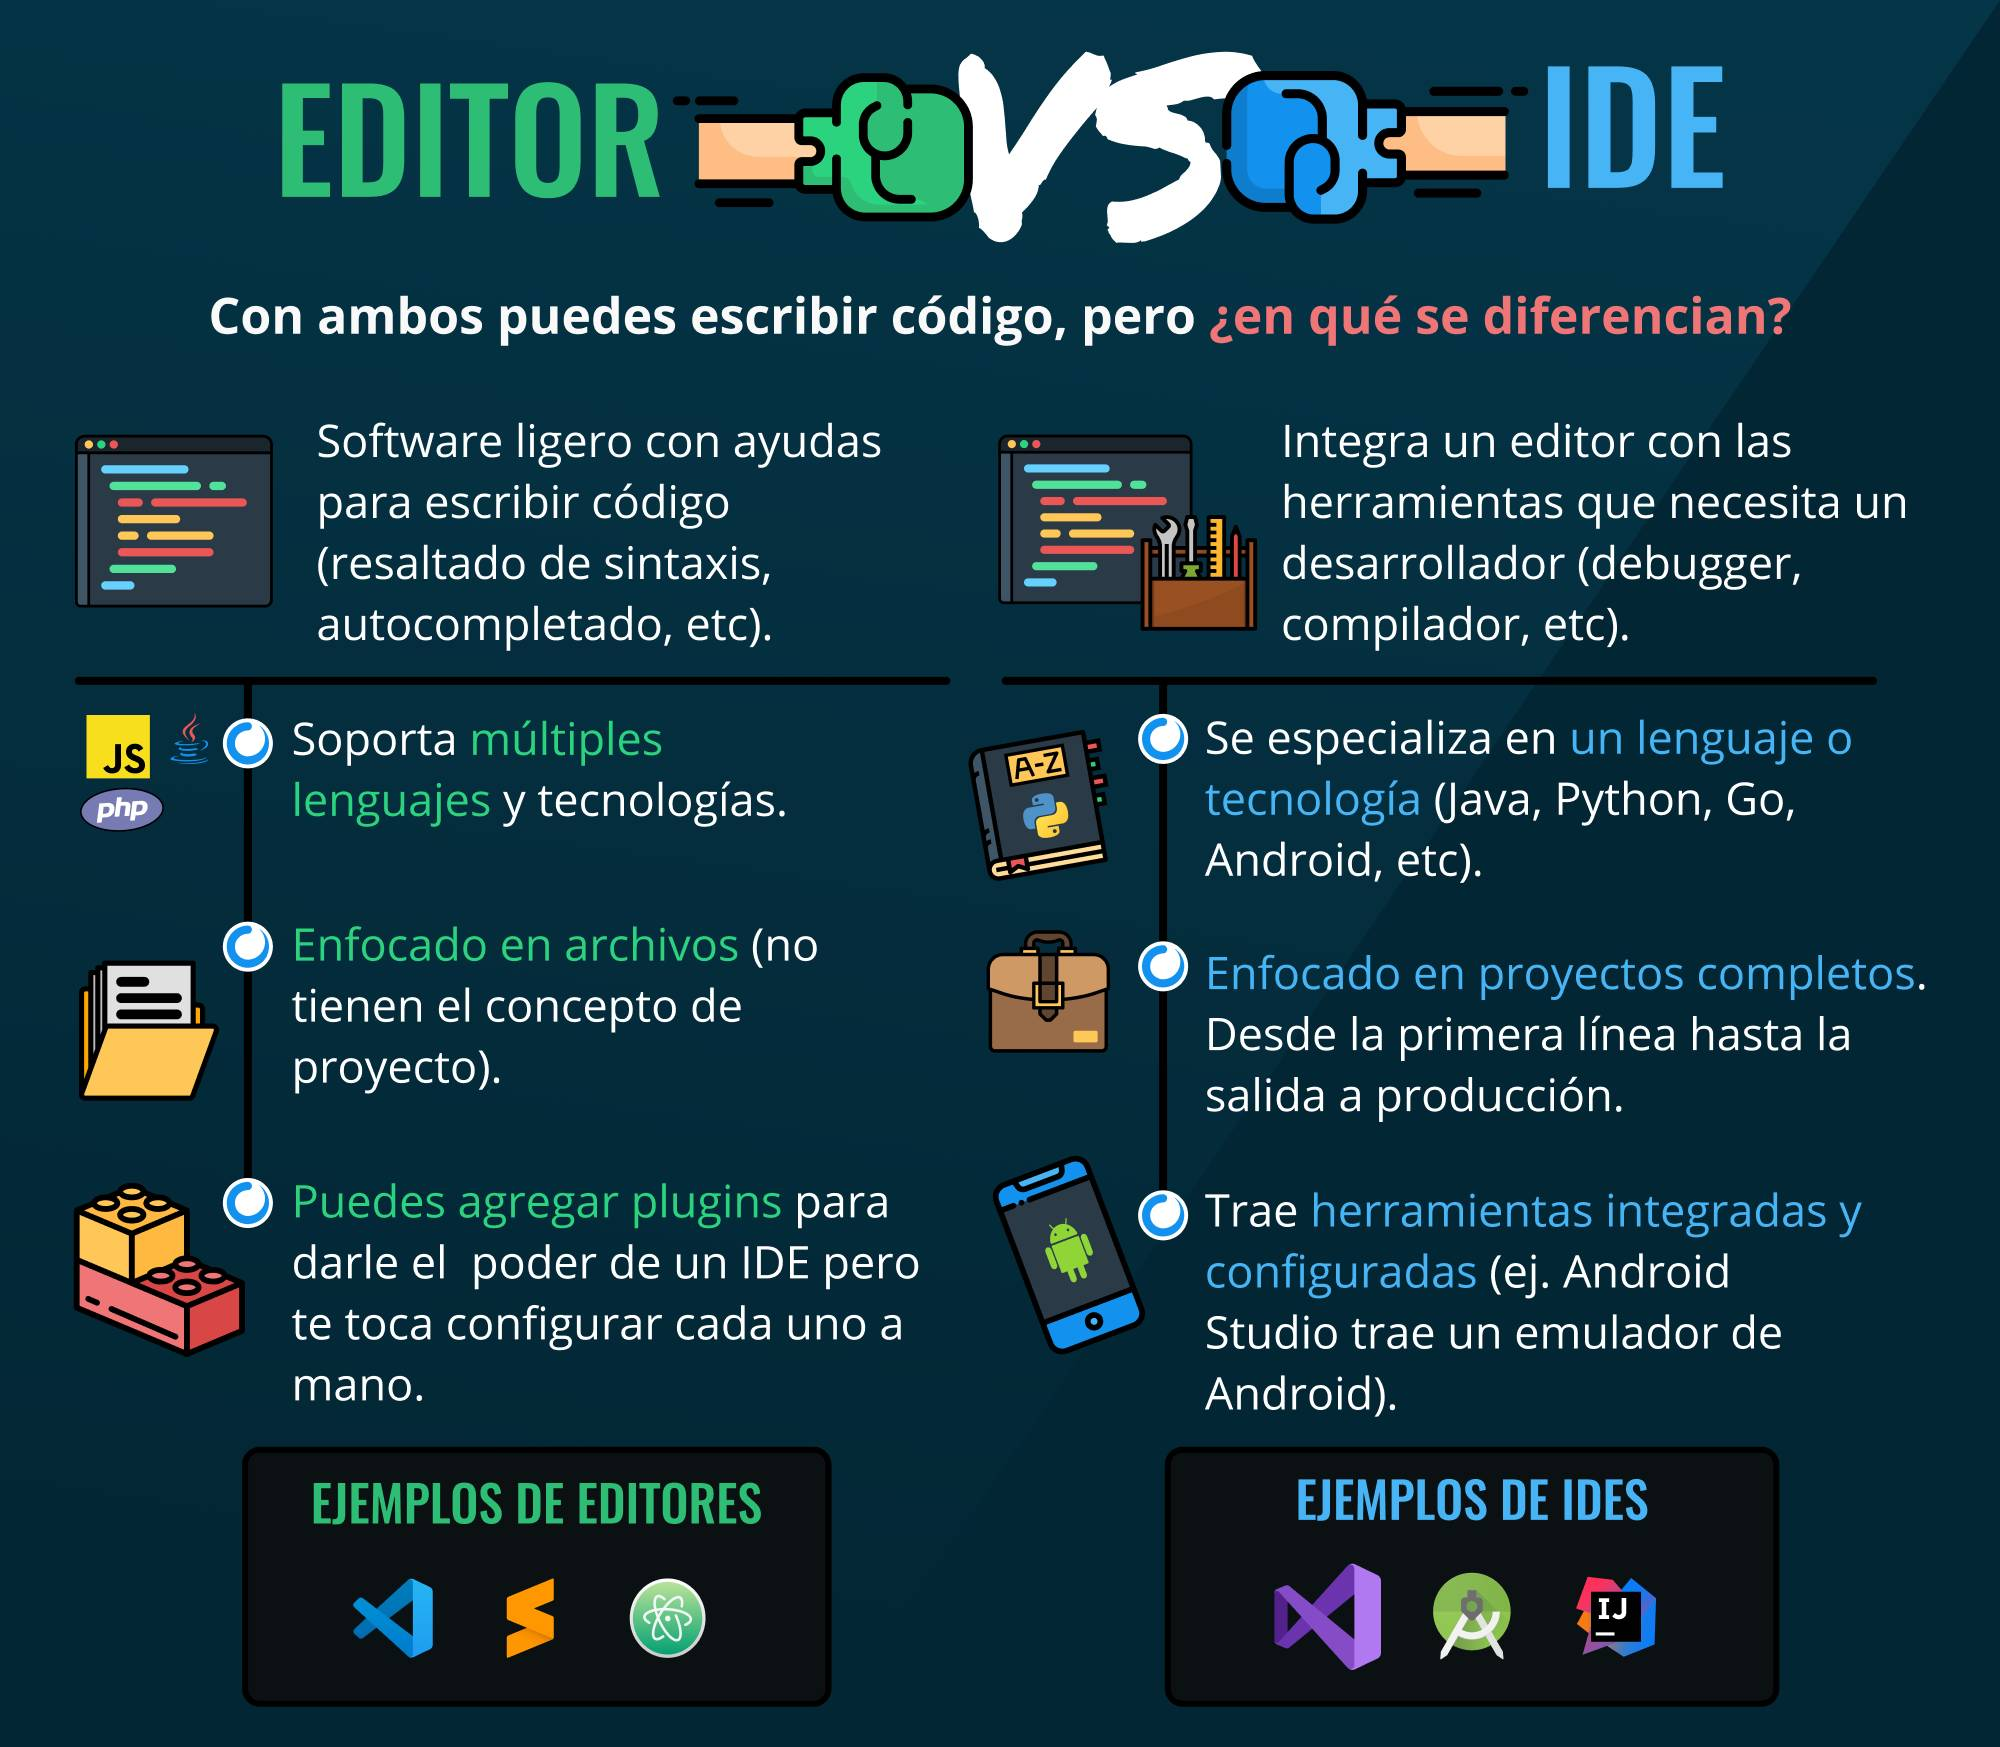 EDITOR VS IDE
Con ambos puedes escribir código, pero ¿en qué se diferencian?
Software ligero con ayudas
para escribir código
(resaltado de sintaxis,
autocompletado, etc).
JS
php
Soporta múltiples
lenguajes y tecnologías.
Enfocado en archivos (no
tienen el concepto de
proyecto).
Puedes agregar plugins para
darle el  poder de un IDE pero
te toca configurar cada uno a
mano.
EJEMPLOS DE EDITORES
Integra un editor con las
herramientas que necesita un
desarrollador (debugger,
compilador, etc).
A-Z
Se especializa en un lenguaje o
tecnología (Java, Python, Go,
Android, etc).
Enfocado en proyectos completos.
Desde la primera línea hasta la
salida a producción.
Trae herramientas integradas y
configuradas (ej. Android
Studio trae un emulador de
Android).
EJEMPLOS DE IDES
IJ